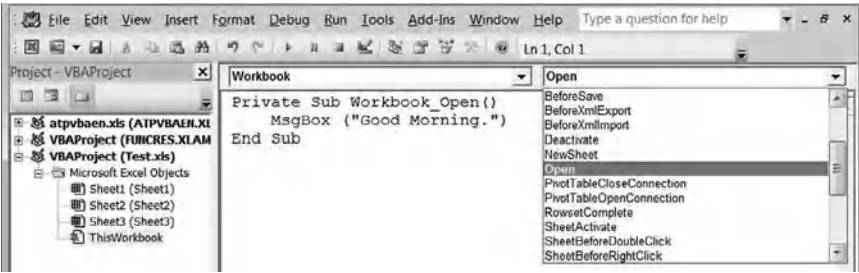 File Edit View Insert Format Debug Run Tools Add-Ins Window Help Type a question for help
Ln 1, Col 1
Project - VBAProject
Workbook
Open
atpvbaen.xls (ATPVBAEN.XL
VBAProject (FUNCRES.XLAM
VBAProject (Test.xls)
Microsoft Excel Objects
Sheet1 (Sheet1)
Sheet2 (Sheet2)
Sheet3 (Sheet3)
ThisWorkbook
Private Sub Workbook_Open()
MsgBox ("Good Morning.")
End Sub
BeforeSave
BeforeXmlExport
BeforeXmlImport
Deactivate
NewSheet
Open
PivotTableCloseConnection
PivotTableOpenConnection
RowsetComplete
SheetActivate
SheetBeforeDoubleClick
SheetBeforeRightClick